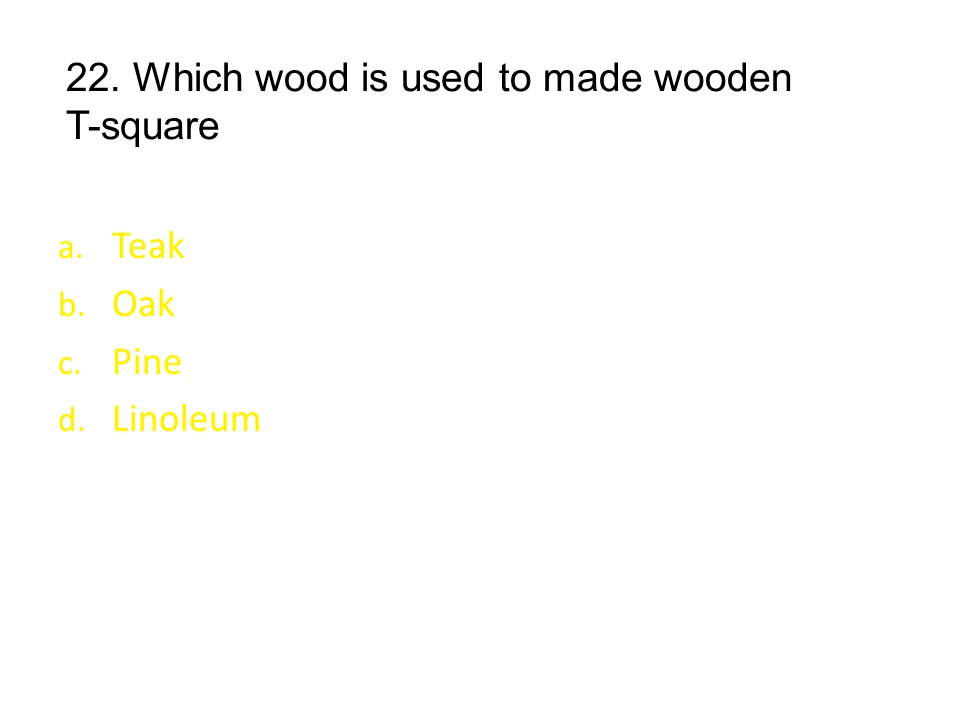 22. Which wood is used to made wooden
T-square
a. Teak
b. Oak
c. Pine
d. Linoleum